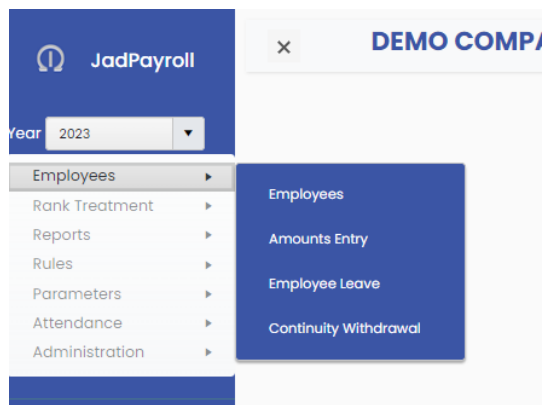 JadPayroll
DEMO COMPA
Year 2023
Employees
Rank Treatment
Reports
Rules
Parameters
Attendance
Administration
Employees
Amounts Entry
Employee Leave
Continuity Withdrawal